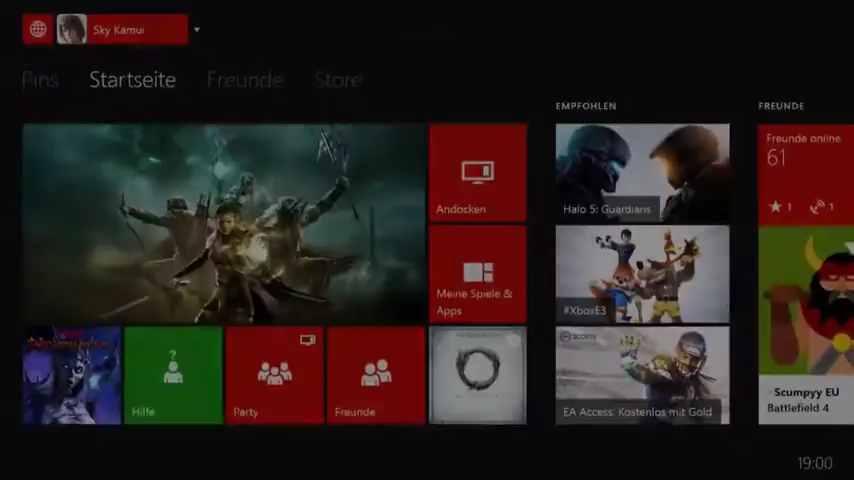 Sky Kamui
Pins
Startseite
Freunde
Store
EMPFOHLEN
FREUNDE
Andocken
Meine Spiele &
Apps
Hilfe
Party
Freunde
Halo 5: Guardians
#XboxE3
access
EA Access: Kostenlos mit Gold
Freunde online
61
1
1
Scumpyy EU
Battlefield 4
19:00